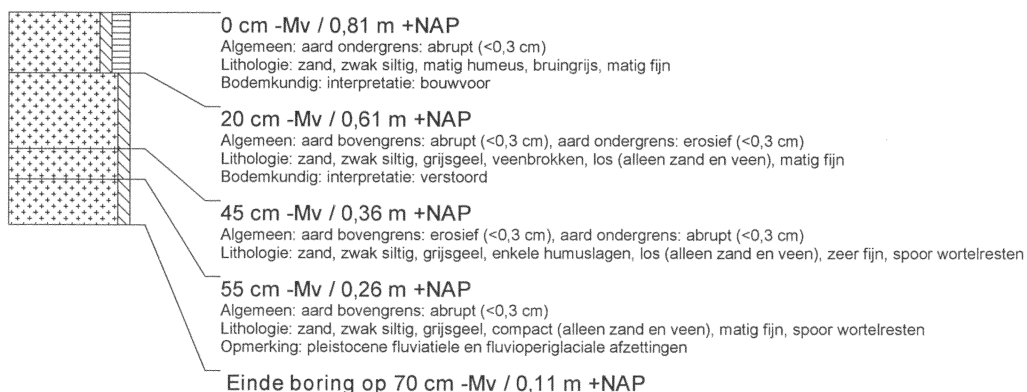 0 cm -Mv / 0,81 m +NAP
Algemeen: aard ondergrens: abrupt (<0,3 cm)
Lithologie: zand, zwak siltig, matig humeus, bruingrijs, matig fijn
Bodemkundig: interpretatie: bouwvoor
20 cm -Mv / 0,61 m +NAP
Algemeen: aard bovengrens: abrupt (<0,3 cm), aard ondergrens: erosief (<0,3 cm)
Lithologie: zand, zwak siltig, grijsgeel, veenbrokken, los (alleen zand en veen), matig fijn
Bodemkundig: interpretatie: verstoord
45 cm -Mv / 0,36 m +NAP
Algemeen: aard bovengrens: erosief (<0,3 cm), aard ondergrens: abrupt (<0,3 cm)
Lithologie: zand, zwak siltig, grijsgeel, enkele humuslagen, los (alleen zand en veen), zeer fijn, spoor wortelresten
55 cm -Mv / 0,26 m +NAP
Algemeen: aard bovengrens: abrupt (<0,3 cm)
Lithologie: zand, zwak siltig, grijsgeel, compact (alleen zand en veen), matig fijn, spoor wortelresten
Opmerking: pleistocene fluviatiele en fluvioperiglaciale afzettingen
Einde boring op 70 cm -Mv / 0,11 m +NAP